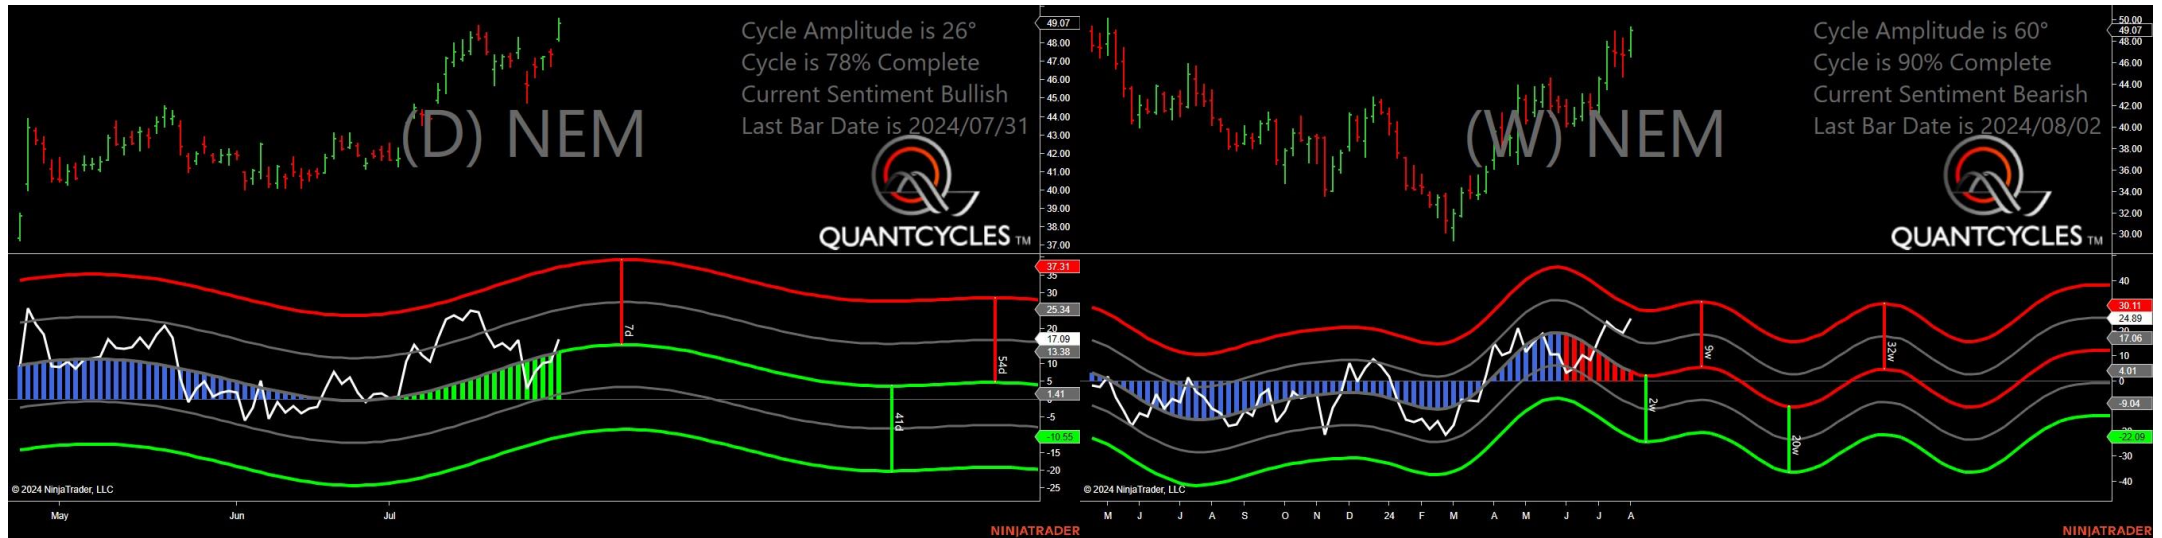 Cycle Amplitude is 26°
Cycle is 78% Complete
Current Sentiment Bullish
Last Bar Date is 2024/07/31
(D) NEM
QUANTCYCLES TM
49.07
48.00
47.00
46.00
45.00
44.00
43.00
42.00
41.00
40.00
39.00
38.00
37.00
37.31
35
30
25.34
20
17.09
13.38
10
5
1.41
-5
-10.55
-15
-20
-25
7d
41d
54d
© 2024 NinjaTrader, LLC
May Jun Jul
NINJATRADER
Cycle Amplitude is 60°
Cycle is 90% Complete
Current Sentiment Bearish
Last Bar Date is 2024/08/02
(W) NEM
QUANTCYCLES TM
50.00
49.07
48.00
46.00
44.00
42.00
40.00
38.00
36.00
34.00
32.00
30.00
40
30.11
24.89
20
17.06
10
4.01
0
-9.04
-22.09
-30
-40
2w
9w
20w
32w
© 2024 NinjaTrader, LLC
M J J A S O N D 24 F M A M J J A
NINJATRADER